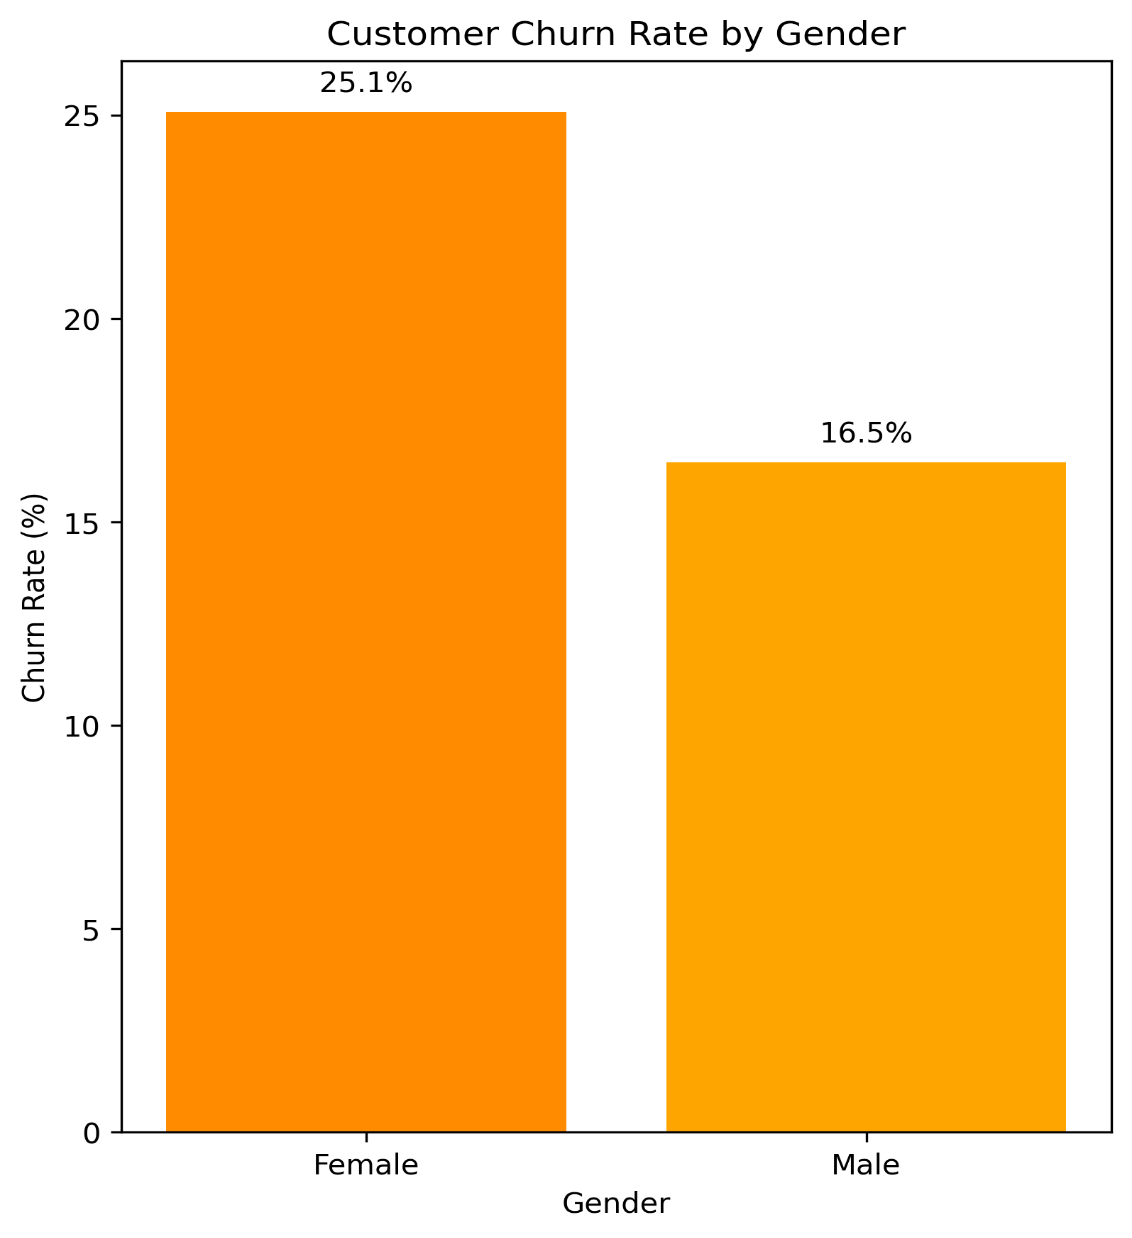 Customer Churn Rate by Gender
25.1%
16.5%
25
20
15
10
5
0
Churn Rate (%)
Female
Male
Gender